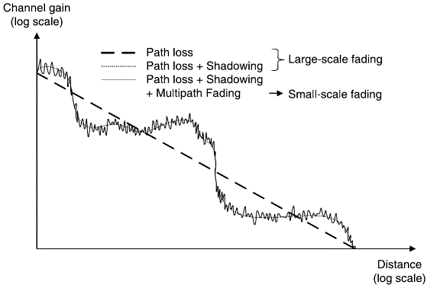 Channel gain
(log scale)
Path loss
Path loss + Shadowing
Large-scale fading
Path loss + Shadowing
+ Multipath Fading
Small-scale fading
Distance
(log scale)